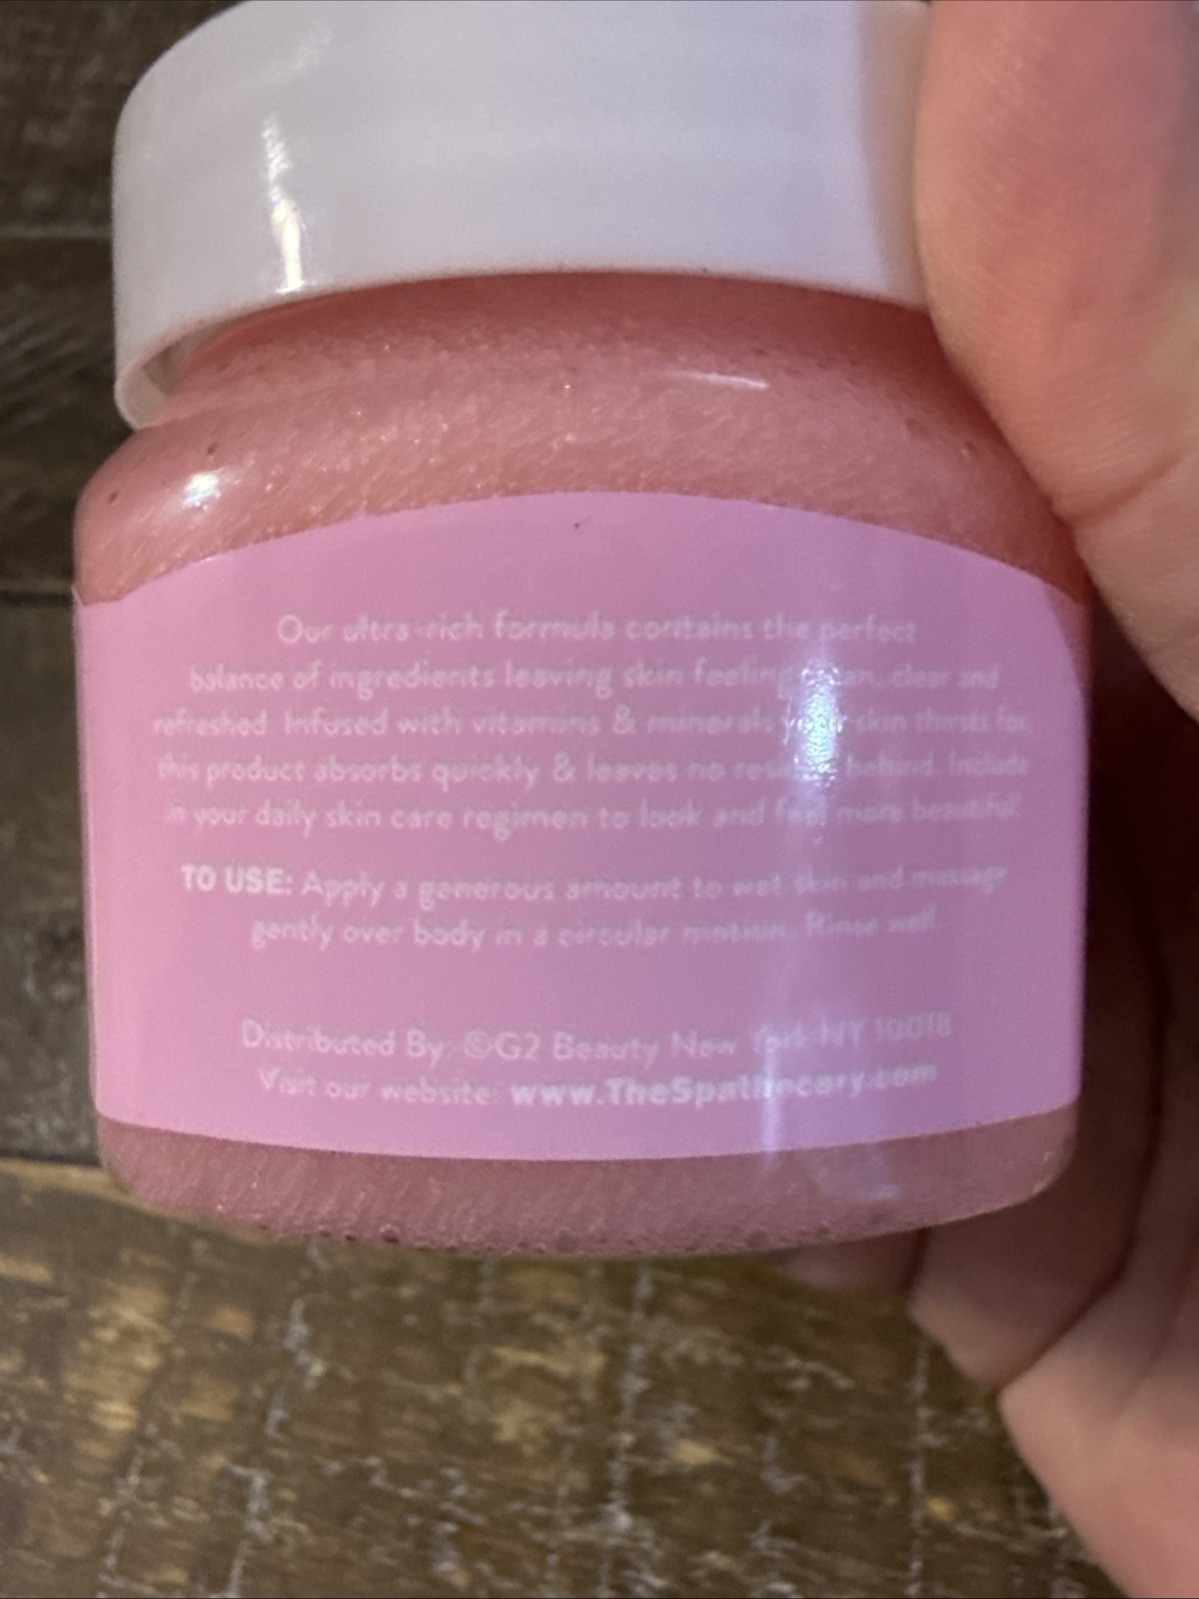 Our ultra-rich formula contains the perfect
balance of ingredients leaving skin feeling clear and
refreshed. Infused with vitamins & minerals your skin thirsts for,
this product absorbs quickly & leaves no residue behind. Include
in your daily skin care regimen to look and feel more beautiful.
TO USE: Apply a generous amount to wet skin and massage
gently over body in a circular motion. Rinse well.
Distributed By: ©G2 Beauty New York NY 10018
Visit our website: www.TheSpathecary.com